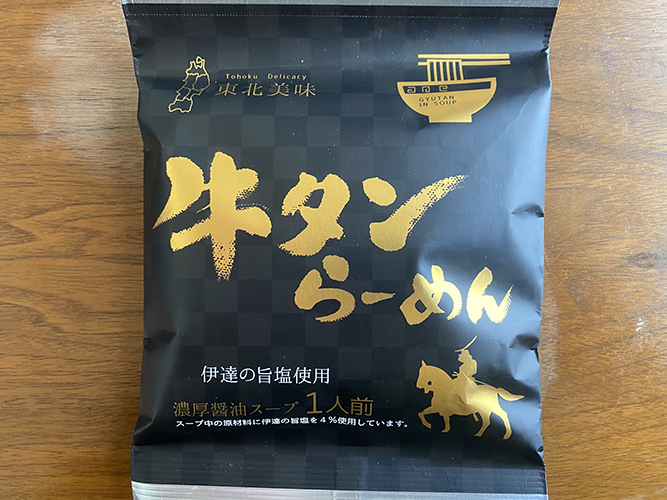 Tohoku Delicacy
東北美味
GYUTAN
IN SOUP
牛タン
らーめん
伊達の旨塩使用
濃厚醤油スープ 1人前
スープ中の原材料に伊達の旨塩を4%使用しています。